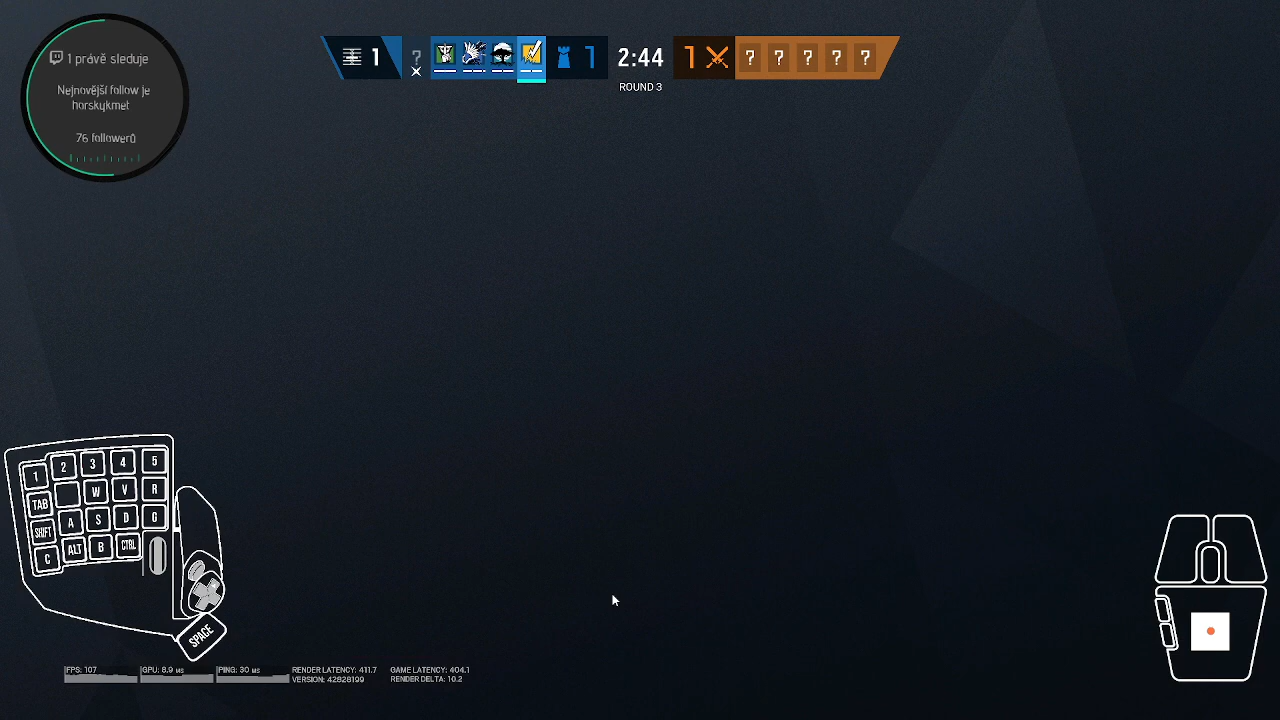 1 právě sleduje
Nejnovější follow je
horskykmet
76 followerů
1 ? 1 2:44 1 ? ? ? ? ?
ROUND 3
1 2 3 4 5
TAB W V R
SHIFT A S D G
C ALT B CTRL
SPACE
FPS: 107 GPU: 8.9 MS PING: 30 MS RENDER LATENCY: 411.7 GAME LATENCY: 404.1
VERSION: 42828199 RENDER DELTA: 10.2